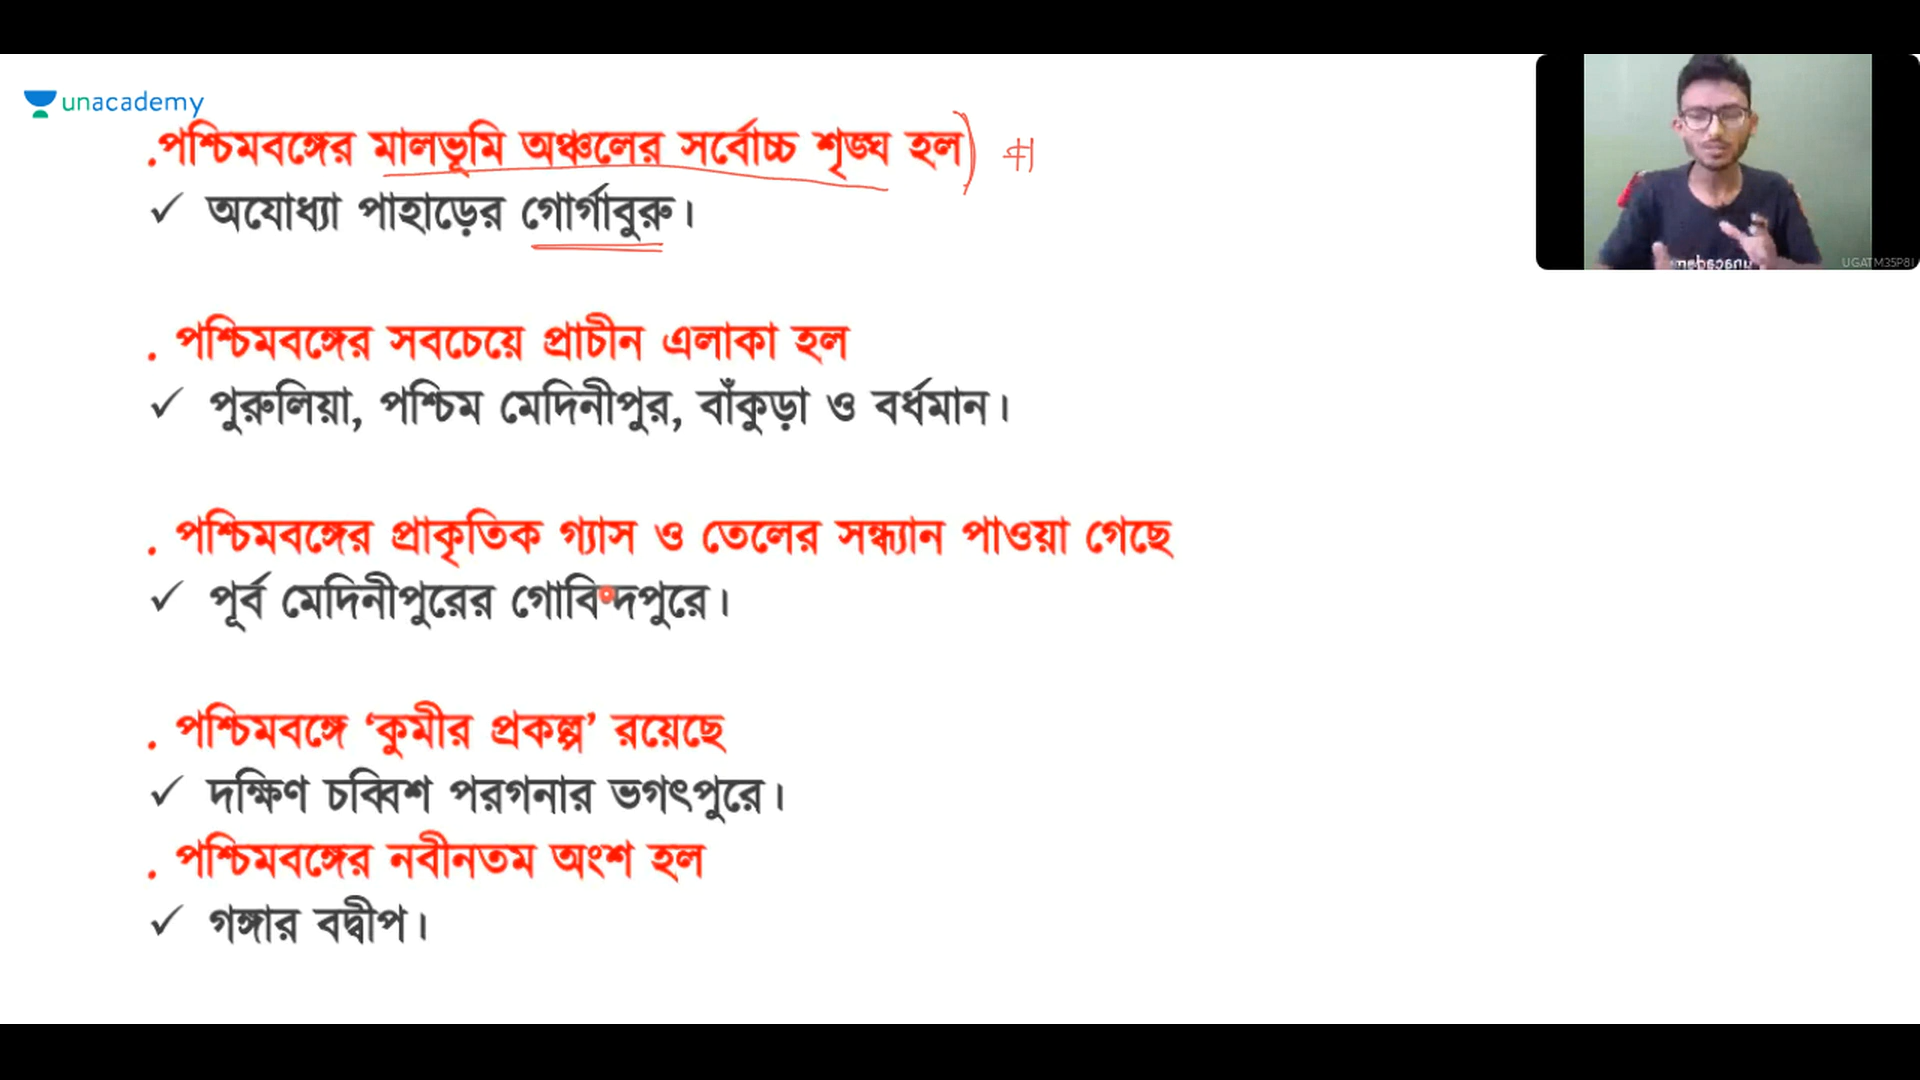 unacademy
.পশ্চিমবঙ্গের মালভূমি অঞ্চলের সর্বোচ্চ শৃঙ্ঘ হল
✓ অযোধ্যা পাহাড়ের গোর্গাবুরু।
. পশ্চিমবঙ্গের সবচেয়ে প্রাচীন এলাকা হল
✓ পুরুলিয়া, পশ্চিম মেদিনীপুর, বাঁকুড়া ও বর্ধমান।
. পশ্চিমবঙ্গের প্রাকৃতিক গ্যাস ও তেলের সন্ধ্যান পাওয়া গেছে
✓ পূর্ব মেদিনীপুরের গোবিন্দপুরে।
. পশ্চিমবঙ্গে ‘কুমীর প্রকল্প’ রয়েছে
✓ দক্ষিণ চব্বিশ পরগনার ভগৎপুরে।
. পশ্চিমবঙ্গের নবীনতম অংশ হল
✓ গঙ্গার বদ্বীপ।
UGATM35P8I